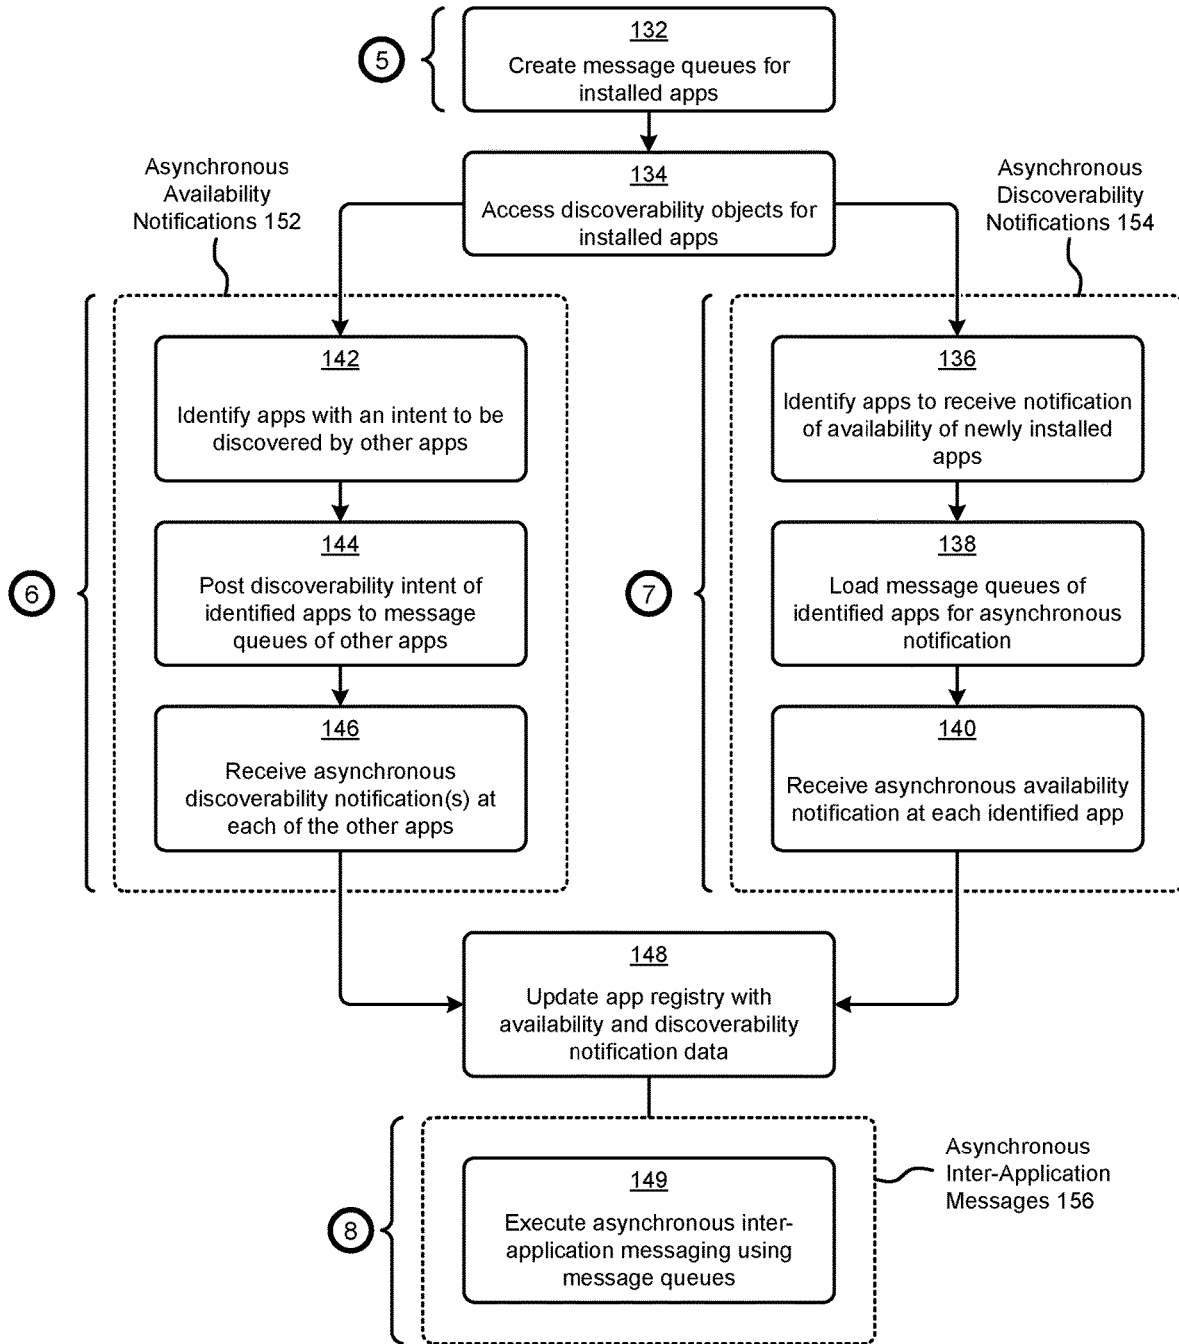 132
5
Create message queues for
installed apps
Asynchronous
Availability
Notifications 152
134
Access discoverability objects for
installed apps
Asynchronous
Discoverability
Notifications 154
6
142
Identify apps with an intent to be
discovered by other apps
144
Post discoverability intent of
identified apps to message
queues of other apps
146
Receive asynchronous
discoverability notification(s) at
each of the other apps
7
136
Identify apps to receive notification
of availability of newly installed
apps
138
Load message queues of
identified apps for asynchronous
notification
140
Receive asynchronous availability
notification at each identified app
148
Update app registry with
availability and discoverability
notification data
8
149
Execute asynchronous inter-
application messaging using
message queues
Asynchronous
Inter-Application
Messages 156